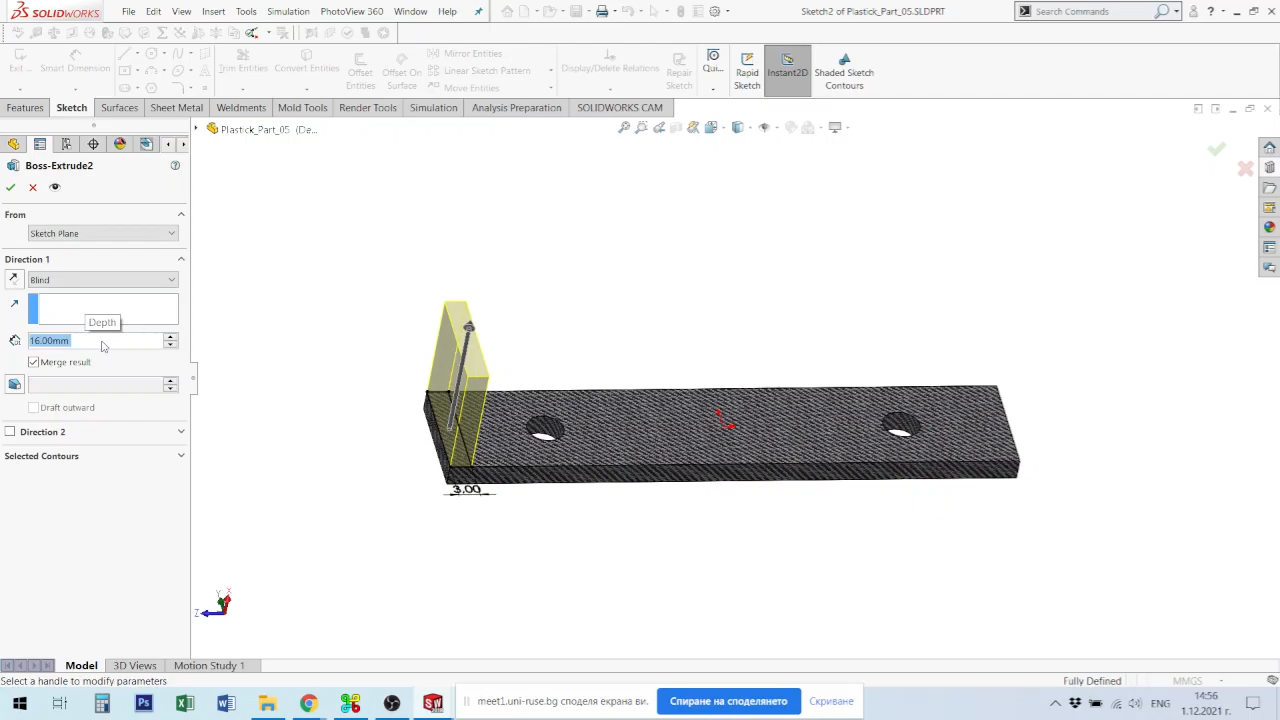 SOLIDWORKS File Edit View Insert Tools Simulation PhotoView 360 Window Help Sketch2 of Plastick_Part_05.SLDPRT Search Commands
Exit ... Smart Dimension Trim Entities Convert Entities Offset Entities Offset On Surface Mirror Entities Linear Sketch Pattern Move Entities Display/Delete Relations Repair Sketch Qui... Rapid Sketch Instant2D Shaded Sketch Contours
Features Sketch Surfaces Sheet Metal Weldments Mold Tools Render Tools Simulation Analysis Preparation SOLIDWORKS CAM
Plastick_Part_05 (De...
Boss-Extrude2
From
Sketch Plane
Direction 1
Blind
Depth
16.00mm
Merge result
Draft outward
Direction 2
Selected Contours
3.00
Y X
Z
Model 3D Views Motion Study 1
Select a handle to modify parameters Fully Defined MMGS
meet1.uni-ruse.bg споделя екрана ви. Спиране на споделянето Скриване
ENG 14:56
1.12.2021 г.